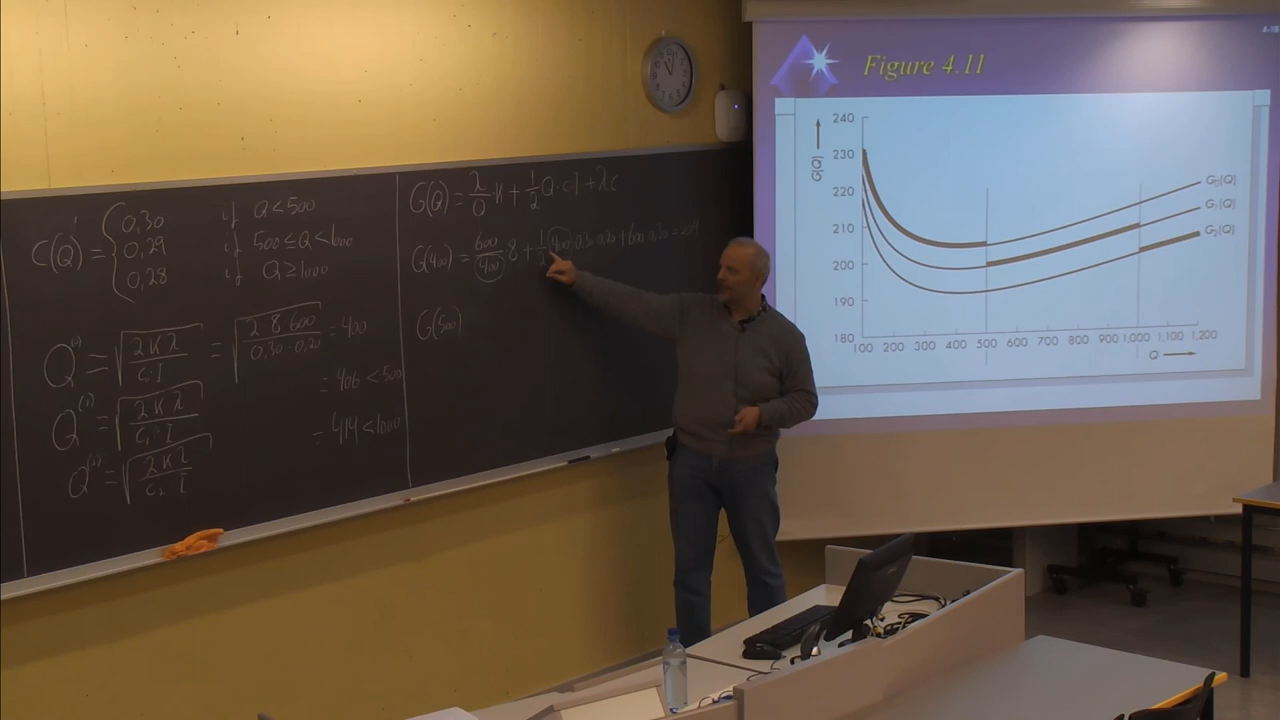 C(Q) = { 0,30 if Q < 500
0,29 if 500 ≤ Q < 1000
0,28 if Q ≥ 1000
Q⁽⁰⁾ = √(2Kλ / C₀·I) = √(2·8·600 / 0,30·0,20) = 400
Q⁽¹⁾ = √(2Kλ / C₁·I) = 406 < 500
Q⁽²⁾ = √(2Kλ / C₂·I) = 414 < 1000
G(Q) = λ/Q · K + 1/2 Q · c·I + λc
G(400) = 600/400 · 8 + 1/2 400 · 0,30 · 0,20 + 600 · 0,30 = 204
G(500)
Figure 4.11
G(Q)
240
230
220
210
200
190
180
100 200 300 400 500 600 700 800 900 1,000 1,100 1,200
Q
G₀(Q)
G₁(Q)
G₂(Q)